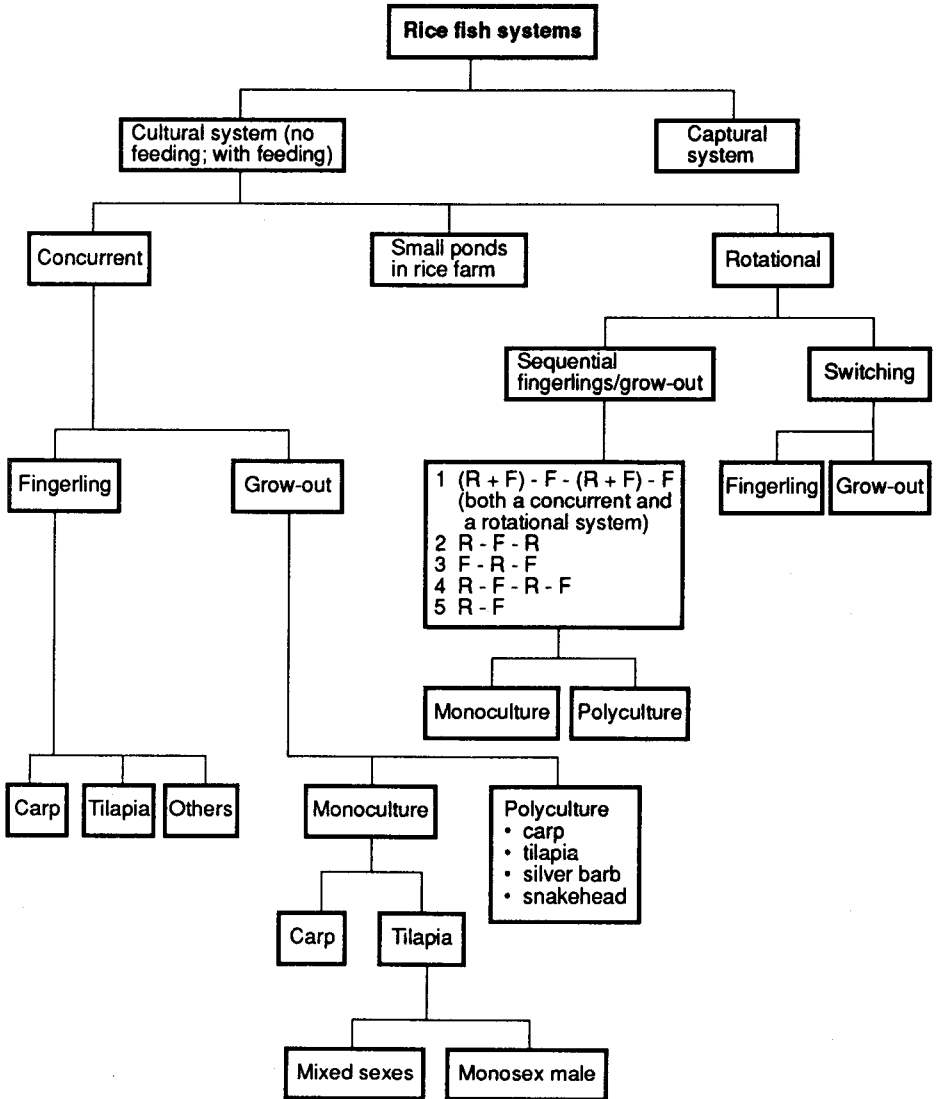 Rice fish systems
Cultural system (no
feeding; with feeding)
Captural
system
Concurrent
Small ponds
in rice farm
Rotational
Sequential
fingerlings/grow-out
Switching
Fingerling
Grow-out
1 (R + F) - F - (R + F) - F
(both a concurrent and
a rotational system)
2 R - F - R
3 F - R - F
4 R - F - R - F
5 R - F
Fingerling
Grow-out
Monoculture
Polyculture
Carp
Tilapia
Others
Monoculture
Polyculture
• carp
• tilapia
• silver barb
• snakehead
Carp
Tilapia
Mixed sexes
Monosex male